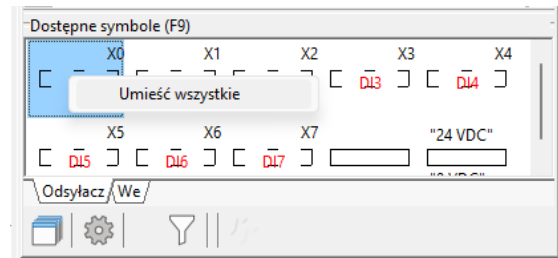 Dostępne symbole (F9)
X0 X1 X2 X3 X4
DI3 DI4
Umieść wszystkie
X5 X6 X7 "24 VDC"
DI5 DI6 DI7
Odsyłacz We